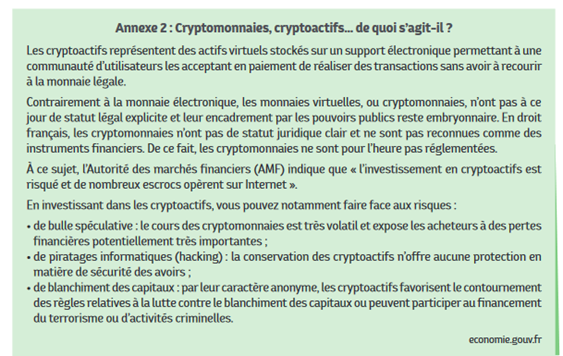 Annexe 2 : Cryptomonnaies, cryptoactifs... de quoi s'agit-il ?
Les cryptoactifs représentent des actifs virtuels stockés sur un support électronique permettant à une
communauté d'utilisateurs les acceptant en paiement de réaliser des transactions sans avoir à recourir
à la monnaie légale.
Contrairement à la monnaie électronique, les monnaies virtuelles, ou cryptomonnaies, n'ont pas à ce
jour de statut légal explicite et leur encadrement par les pouvoirs publics reste embryonnaire. En droit
français, les cryptomonnaies n'ont pas de statut juridique clair et ne sont pas reconnues comme des
instruments financiers. De ce fait, les cryptomonnaies ne sont pour l'heure pas réglementées.
À ce sujet, l'Autorité des marchés financiers (AMF) indique que « l'investissement en cryptoactifs est
risqué et de nombreux escrocs opèrent sur Internet ».
En investissant dans les cryptoactifs, vous pouvez notamment faire face aux risques :
• de bulle spéculative : le cours des cryptomonnaies est très volatil et expose les acheteurs à des pertes
financières potentiellement très importantes ;
• de piratages informatiques (hacking) : la conservation des cryptoactifs n'offre aucune protection en
matière de sécurité des avoirs ;
• de blanchiment des capitaux : par leur caractère anonyme, les cryptoactifs favorisent le contournement
des règles relatives à la lutte contre le blanchiment des capitaux ou peuvent participer au financement
du terrorisme ou d'activités criminelles.
economie.gouv.fr